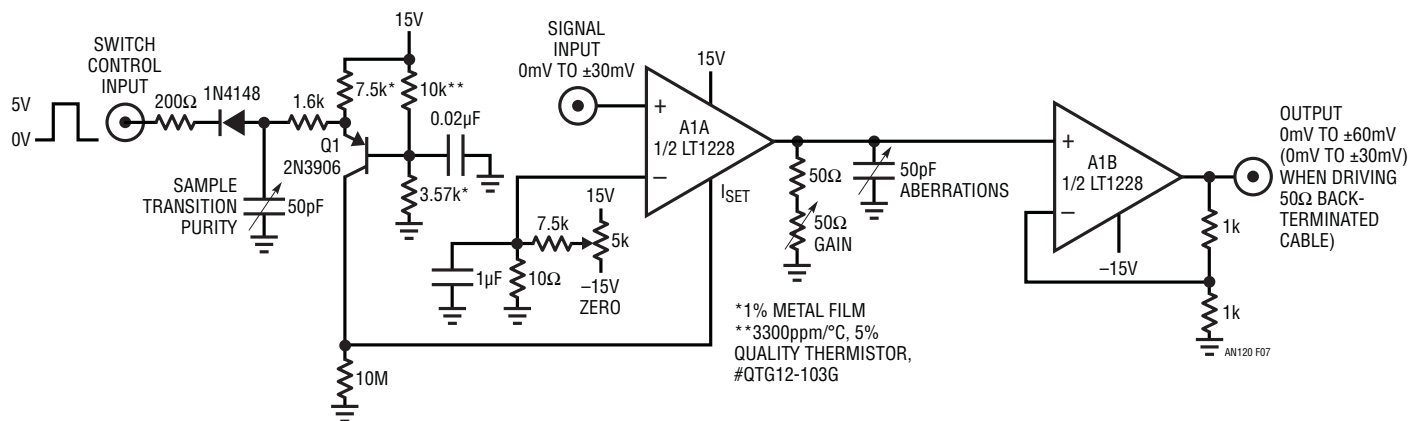 SWITCH
CONTROL
INPUT
5V
0V
200Ω
1N4148
1.6k
SAMPLE
TRANSITION
PURITY
50pF
15V
7.5k*
10k**
0.02µF
Q1
2N3906
3.57k*
10M
SIGNAL
INPUT
0mV TO ±30mV
15V
+
A1A
1/2 LT1228
–
ISET
15V
7.5k
5k
1µF
10Ω
–15V
ZERO
50Ω
50Ω
GAIN
50pF
ABERRATIONS
*1% METAL FILM
**3300ppm/°C, 5%
QUALITY THERMISTOR,
#QTG12-103G
+
A1B
1/2 LT1228
–
–15V
OUTPUT
0mV TO ±60mV
(0mV TO ±30mV)
WHEN DRIVING
50Ω BACK-
TERMINATED
CABLE)
1k
1k
AN120 F07